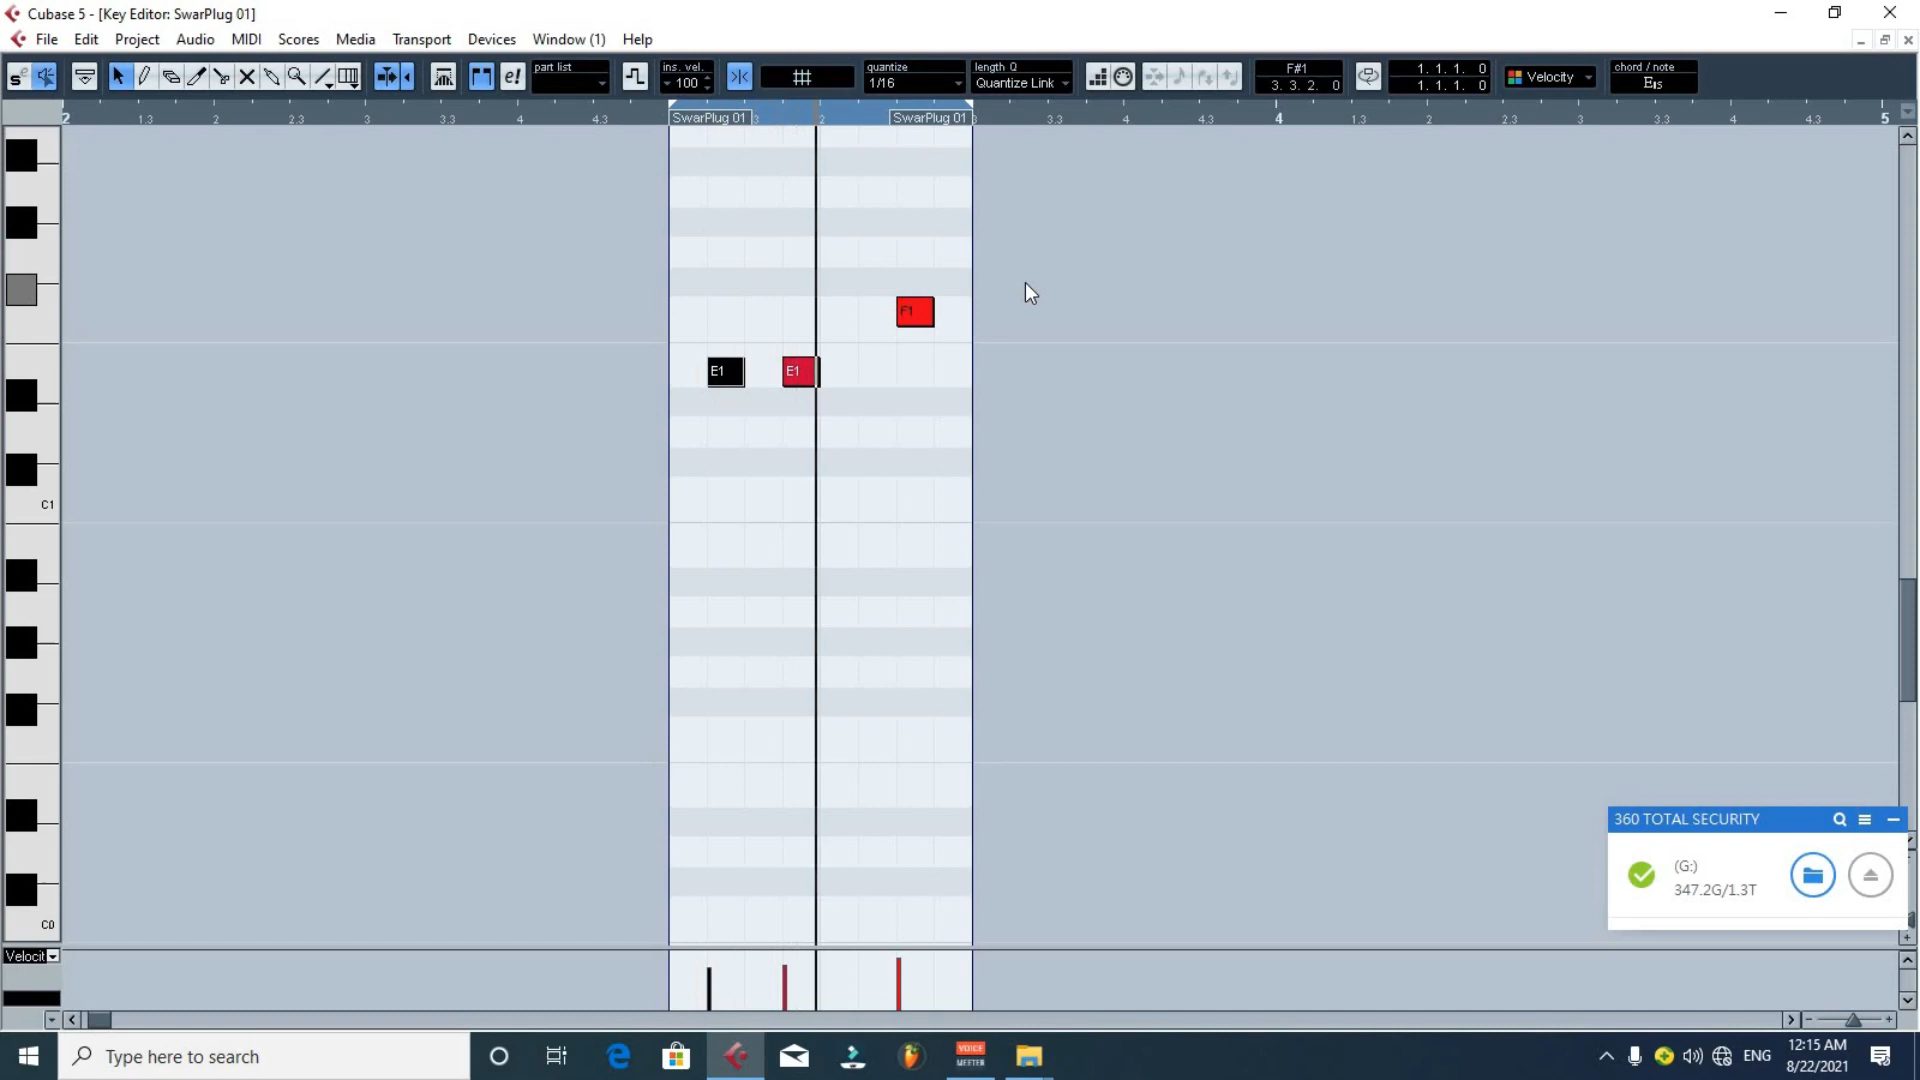 Cubase 5 - [Key Editor: SwarPlug 01]
File Edit Project Audio MIDI Scores Media Transport Devices Window (1) Help
part list
ins. vel.
100
quantize
1/16
length Q
Quantize Link
F#1
3. 3. 2. 0
1. 1. 1. 0
1. 1. 1. 0
Velocity
chord / note
2 1.3 2 2.3 3 3.3 4 4.3 3 2 3 3.3 4 4.3 4 1.3 2 2.3 3 3.3 4 4.3 5
SwarPlug 01 SwarPlug 01
F1
E1 E1
C1
C0
360 TOTAL SECURITY
(G:)
347.2G/1.3T
Velocit
Type here to search
VOICE
MEETER
ENG
12:15 AM
8/22/2021